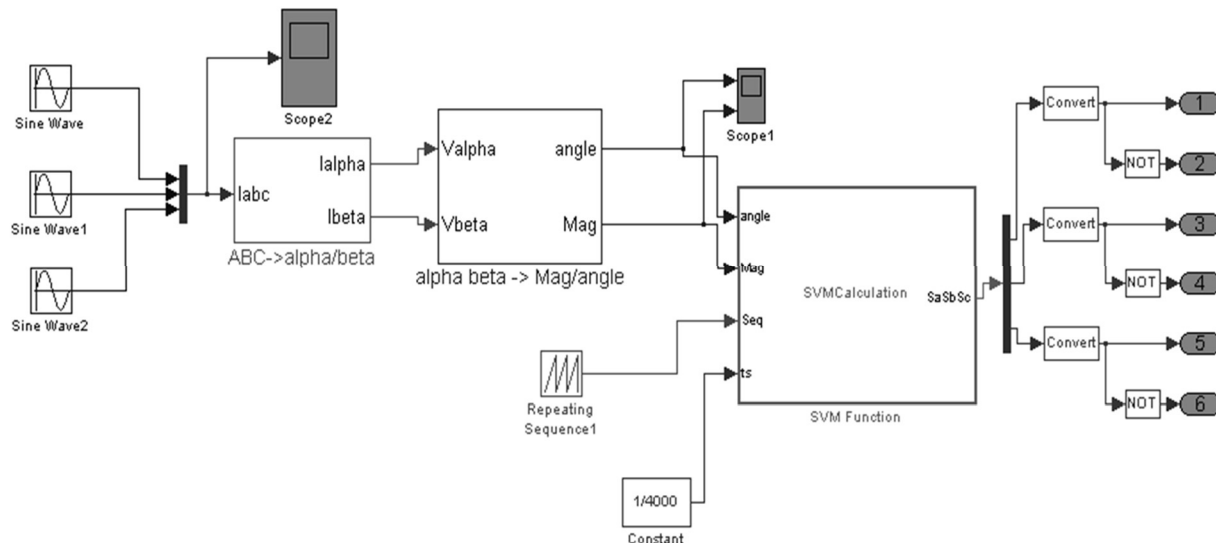 Sine Wave
Sine Wave1
Sine Wave2
Scope2
Iabc
Ialpha
Ibeta
ABC->alpha/beta
Valpha
Vbeta
angle
Mag
alpha beta -> Mag/angle
Scope1
angle
Mag
Seq
ts
SVMCalculation
SaSbSc
SVM Function
Repeating
Sequence1
1/4000
Constant
Convert
1
NOT
2
Convert
3
NOT
4
Convert
5
NOT
6